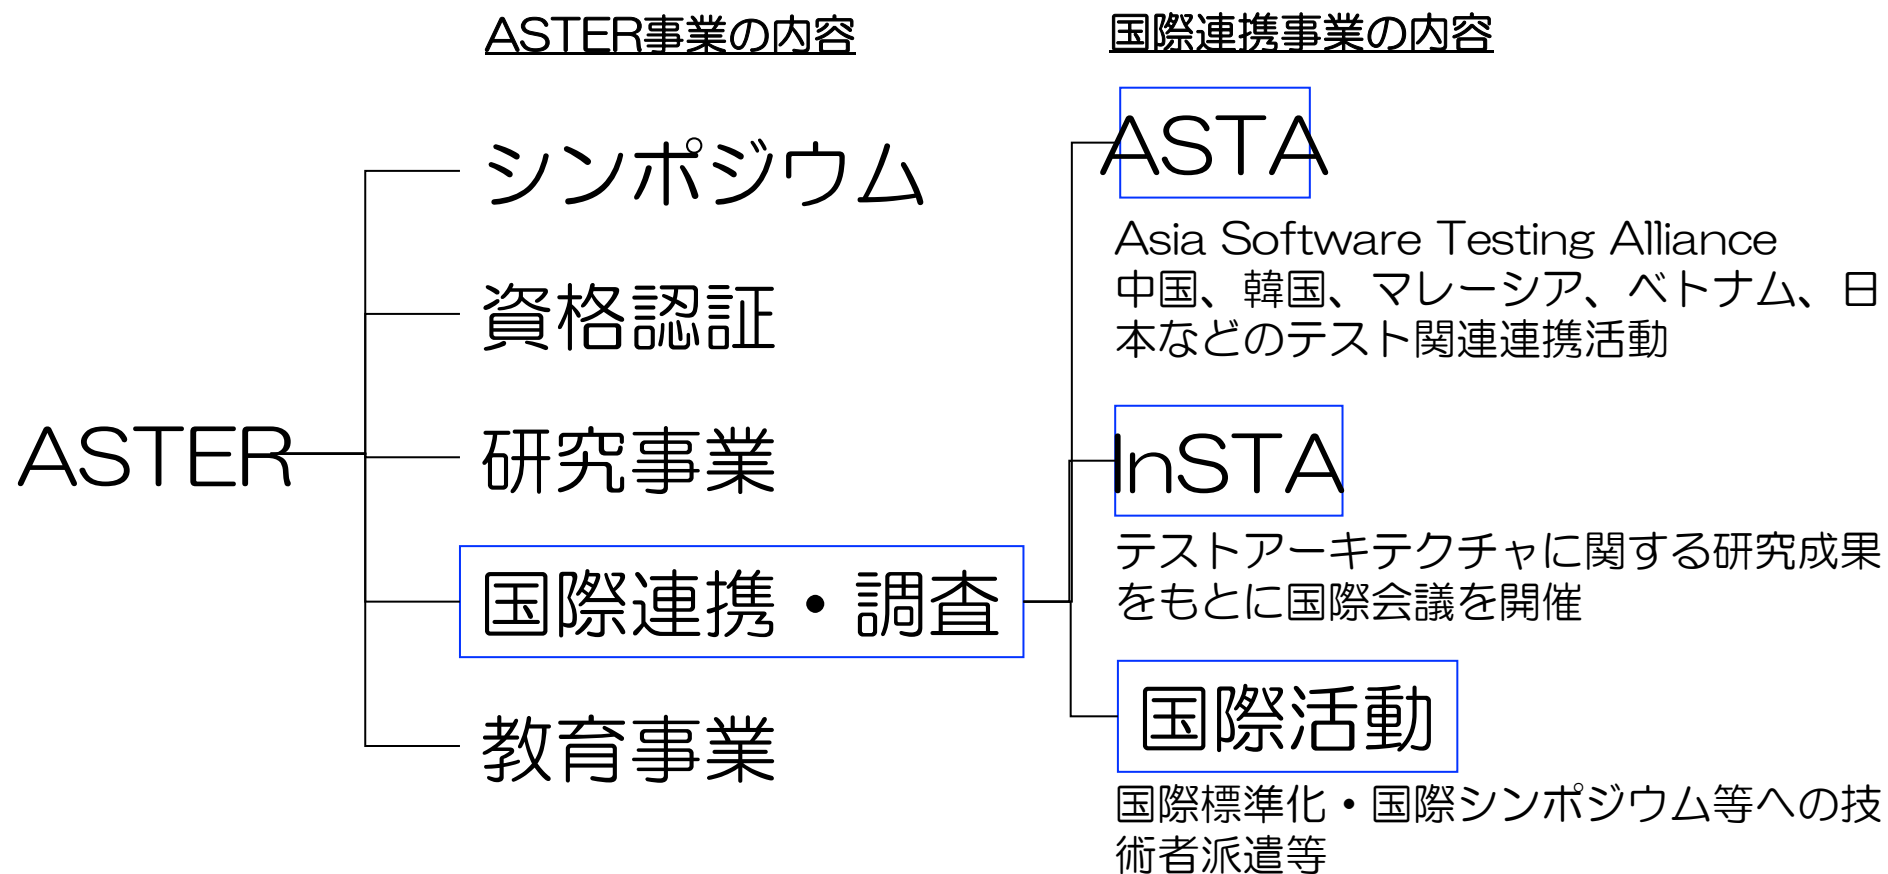 ASTER事業の内容
国際連携事業の内容
ASTER
シンポジウム
資格認証
研究事業
国際連携・調査
教育事業
ASTA
Asia Software Testing Alliance
中国、韓国、マレーシア、ベトナム、日
本などのテスト関連連携活動
InSTA
テストアーキテクチャに関する研究成果
をもとに国際会議を開催
国際活動
国際標準化・国際シンポジウム等への技
術者派遣等